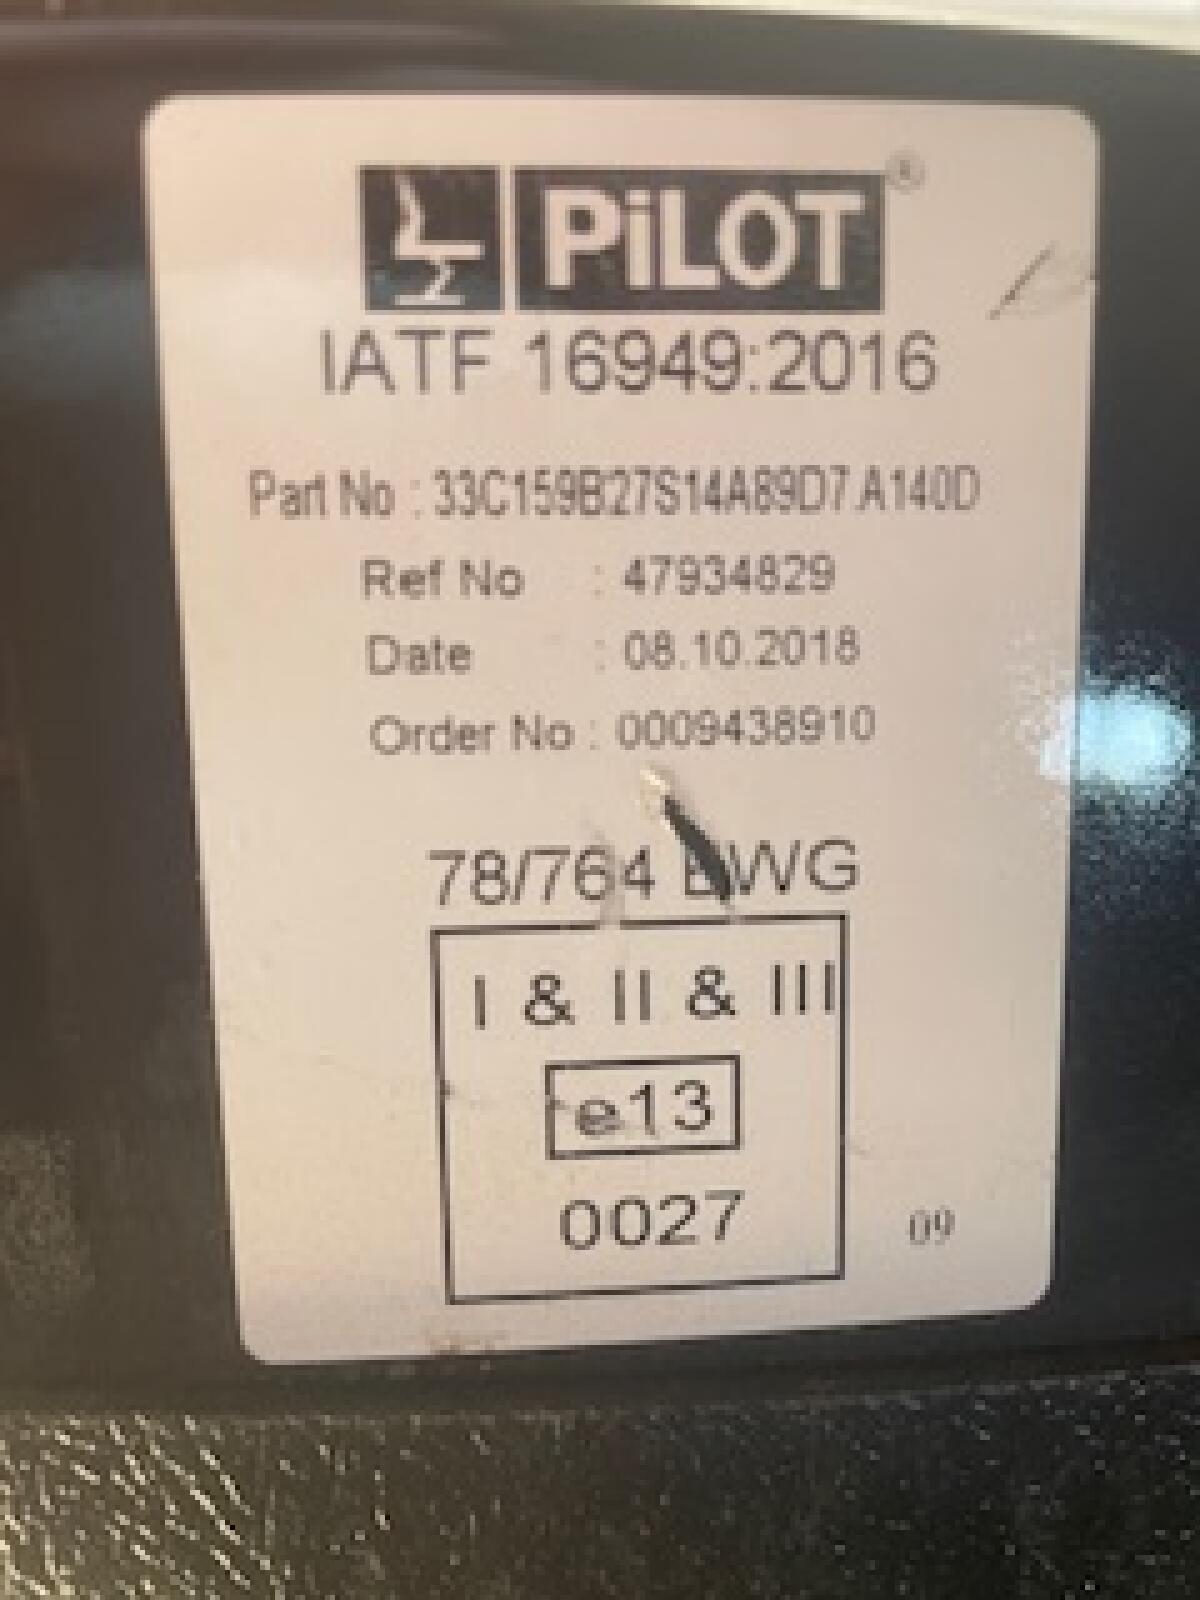 PiLOT®
IATF 16949:2016
Part No : 33C159B27S14A89D7.A140D
Ref No : 47934829
Date : 08.10.2018
Order No : 0009438910
78/764 EWG
I & II & III
e13
0027
09